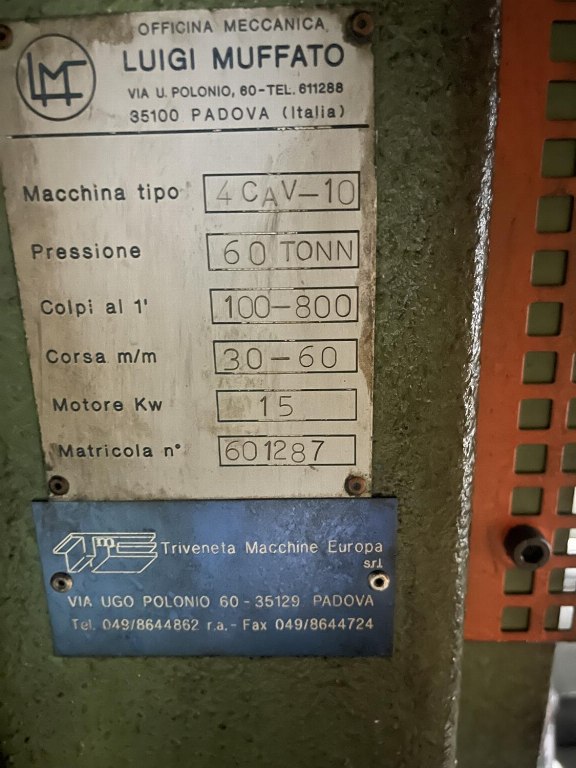 OFFICINA MECCANICA
LMF
LUIGI MUFFATO
VIA U. POLONIO, 60-TEL. 611288
35100 PADOVA (Italia)
Macchina tipo 4CAV-10
Pressione 60 TONN
Colpi al 1' 100-800
Corsa m/m 30-60
Motore Kw 15
Matricola n° 601287
TmE Triveneta Macchine Europa
s.r.l.
VIA UGO POLONIO 60 - 35129 PADOVA
Tel. 049/8644862 r.a. - Fax 049/8644724